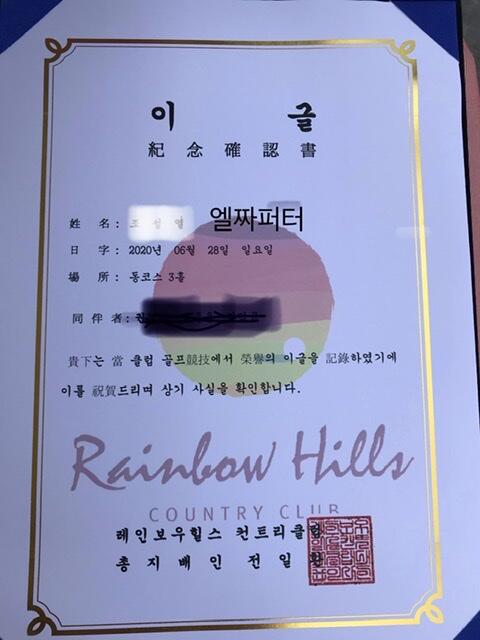 이 글
紀 念 確 認 書
姓 名 : 조 성 열 엘짜퍼터
日 字 : 2020년 06월 28일 일요일
場 所 : 동코스 3홀
同 伴 者 :
貴下는 當 클럽 골프競技에서 榮譽의 이글을 記錄하였기에
이를 祝賀드리며 상기 사실을 확인합니다.
Rainbow Hills
COUNTRY CLUB
레인보우힐스 컨트리클럽
총 지 배 인 전 일 환